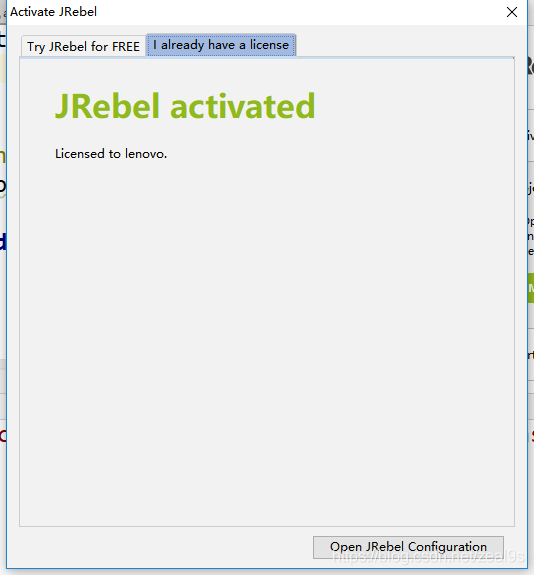 Activate JRebel
Try JRebel for FREE
I already have a license
JRebel activated
Licensed to lenovo.
Open JRebel Configuration
https://blog.csdn.net/zeal9s